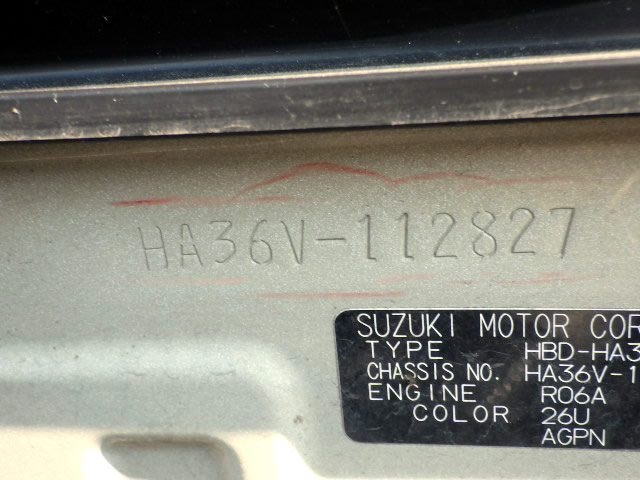 HA36V-112827
SUZUKI MOTOR COR
TYPE HBD-HA3
CHASSIS NO. HA36V-1
ENGINE R06A
COLOR 26U
AGPN